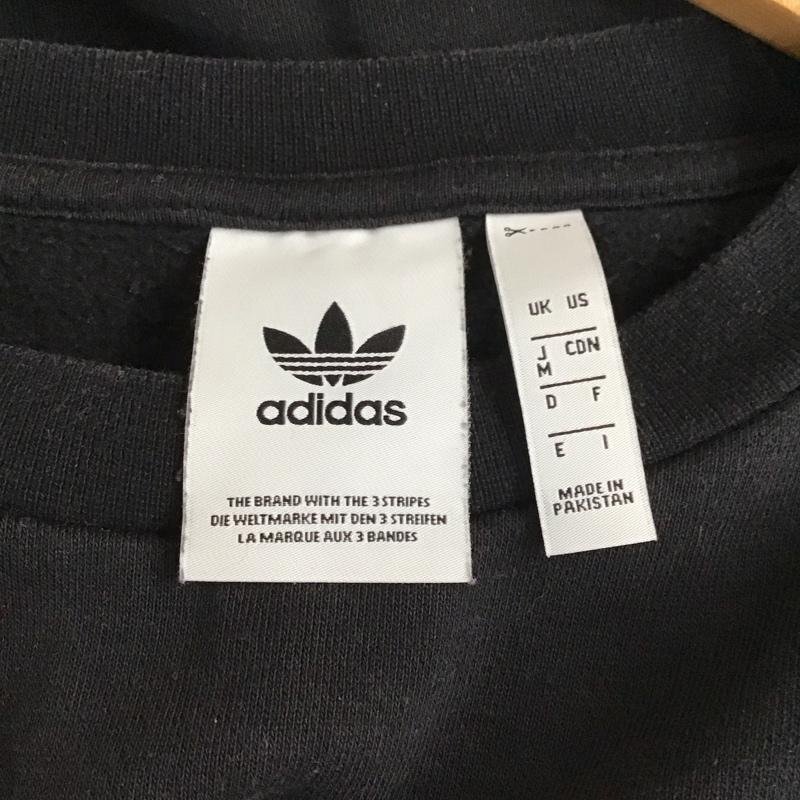 adidas
THE BRAND WITH THE 3 STRIPES
DIE WELTMARKE MIT DEN 3 STREIFEN
LA MARQUE AUX 3 BANDES
UK US
J CDN
M
D F
E I
MADE IN
PAKISTAN